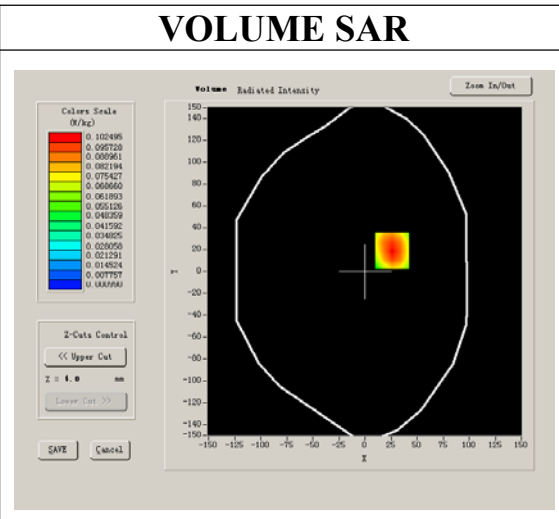 VOLUME SAR
Volume Radiated Intensity
Zoom In/Out
Colors Scale
(W/kg)
0.102495
0.095728
0.088961
0.082194
0.075427
0.068660
0.061893
0.055126
0.048359
0.041592
0.034825
0.028058
0.021291
0.014524
0.007757
0.000990
Z-Cuts Control
<< Upper Cut
Z = 4.0 mm
Lower Cut >>
SAVE
Cancel
150
140
120
100
80
60
40
20
0
-20
-40
-60
-80
-100
-120
-140
-150
Y
-150 -125 -100 -75 -50 -25 0 25 50 75 100 125 150
X